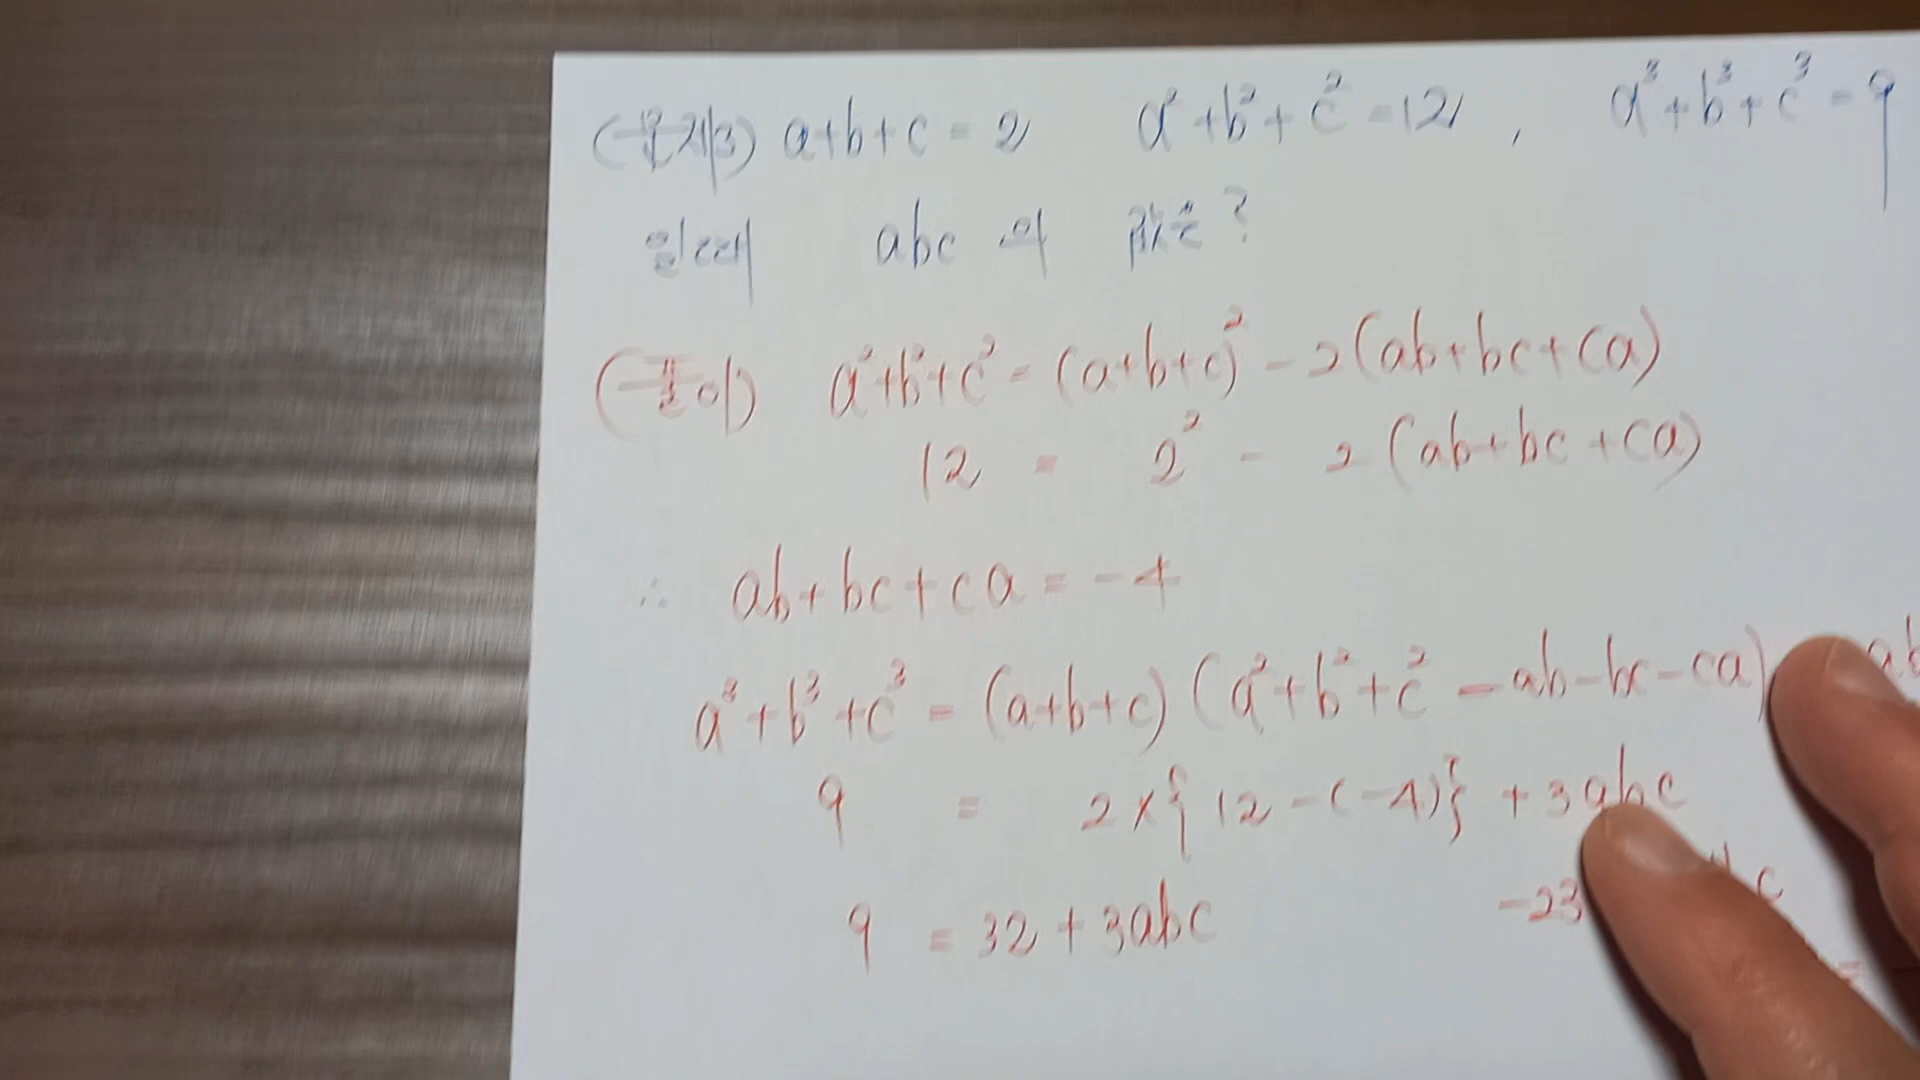 (문제3) a+b+c = 2 a²+b²+c² = 12, a³+b³+c³ = 9
일때 abc 의 값은?
(풀이) a²+b²+c² = (a+b+c)² - 2(ab+bc+ca)
12 = 2² - 2(ab+bc+ca)
∴ ab+bc+ca = -4
a³+b³+c³ = (a+b+c)(a²+b²+c²-ab-bc-ca)
9 = 2×{12-(-4)} + 3abc
9 = 32 + 3abc -23